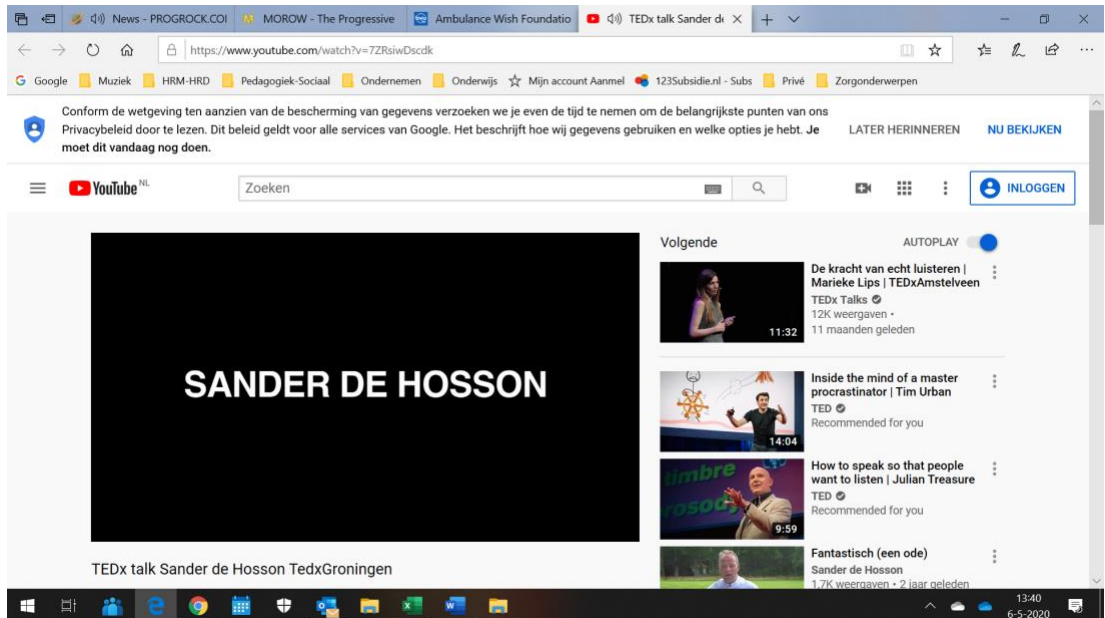 News - PROGROCK.COI
MOROW - The Progressive
Ambulance Wish Foundatio
TEDx talk Sander de
https://www.youtube.com/watch?v=7ZRsiwDscdk
Google Muziek HRM-HRD Pedagogiek-Sociaal Ondernemen Onderwijs Mijn account Aanmel 123Subsidie.nl - Subs Privé Zorgonderwerpen
Conform de wetgeving ten aanzien van de bescherming van gegevens verzoeken we je even de tijd te nemen om de belangrijkste punten van ons
Privacybeleid door te lezen. Dit beleid geldt voor alle services van Google. Het beschrijft hoe wij gegevens gebruiken en welke opties je hebt. Je
moet dit vandaag nog doen.
LATER HERINNEREN
NU BEKIJKEN
YouTube NL
Zoeken
INLOGGEN
SANDER DE HOSSON
TEDx talk Sander de Hosson TedxGroningen
Volgende
AUTOPLAY
De kracht van echt luisteren |
Marieke Lips | TEDxAmstelveen
TEDx Talks
12K weergaven •
11 maanden geleden
11:32
Inside the mind of a master
procrastinator | Tim Urban
TED
Recommended for you
14:04
How to speak so that people
want to listen | Julian Treasure
TED
Recommended for you
timbre
9:59
Fantastisch (een ode)
Sander de Hosson
1,7K weergaven • 2 jaar geleden
13:40
6-5-2020